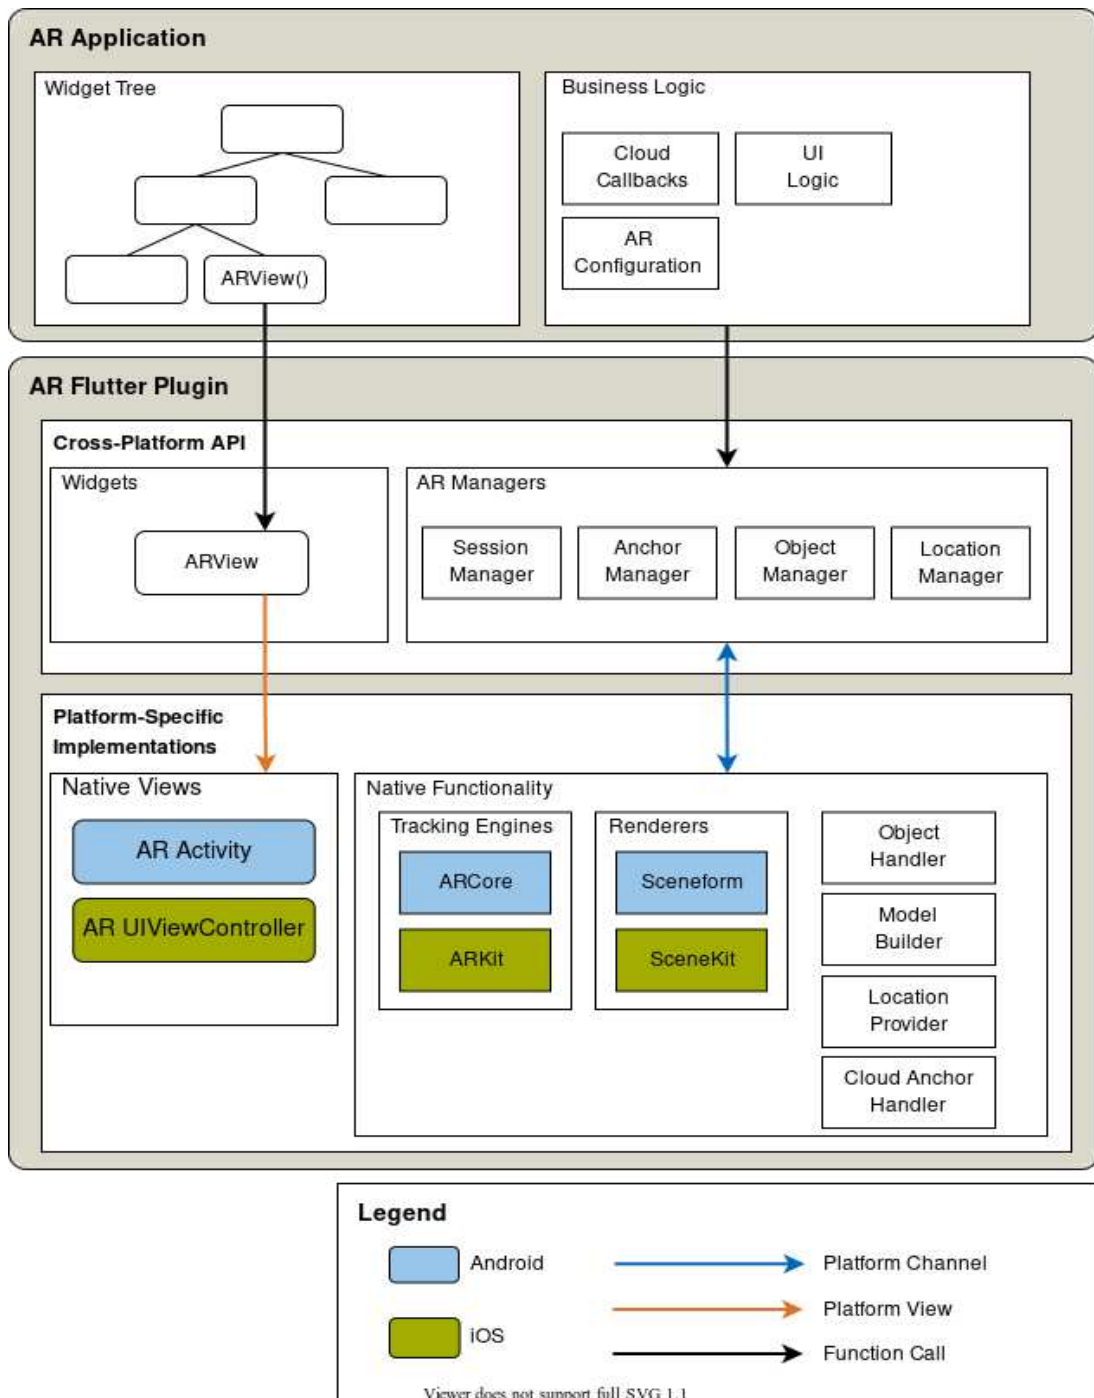 AR Application
Widget Tree
ARView()
Business Logic
Cloud
Callbacks
UI
Logic
AR
Configuration
AR Flutter Plugin
Cross-Platform API
Widgets
ARView
AR Managers
Session
Manager
Anchor
Manager
Object
Manager
Location
Manager
Platform-Specific
Implementations
Native Views
AR Activity
AR UIViewController
Native Functionality
Tracking Engines
ARCore
ARKit
Renderers
Sceneform
SceneKit
Object
Handler
Model
Builder
Location
Provider
Cloud Anchor
Handler
Legend
Android
iOS
Platform Channel
Platform View
Function Call
Viewer does not support full SVG 1.1